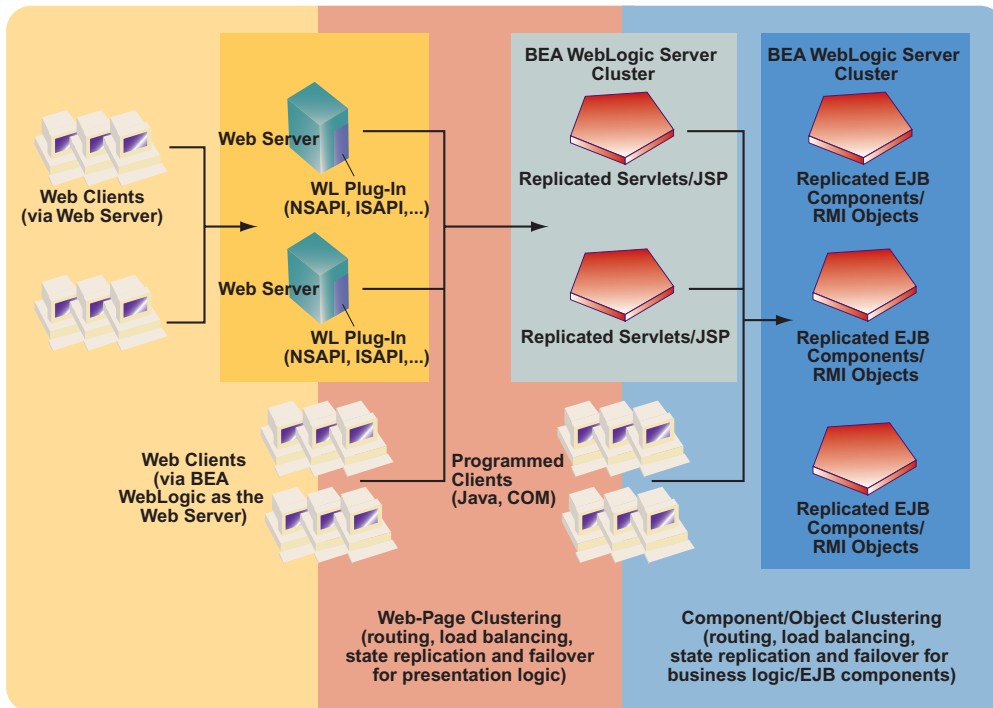 BEA WebLogic Server
Cluster
BEA WebLogic Server
Cluster
Web Server
WL Plug-In
(NSAPI, ISAPI,...)
Web Clients
(via Web Server)
Replicated Servlets/JSP
Replicated EJB
Components/
RMI Objects
Web Server
WL Plug-In
(NSAPI, ISAPI,...)
Replicated Servlets/JSP
Replicated EJB
Components/
RMI Objects
Web Clients
(via BEA
WebLogic as the
Web Server)
Programmed
Clients
(Java, COM)
Replicated EJB
Components/
RMI Objects
Web-Page Clustering
(routing, load balancing,
state replication and failover
for presentation logic)
Component/Object Clustering
(routing, load balancing,
state replication and failover for
business logic/EJB components)